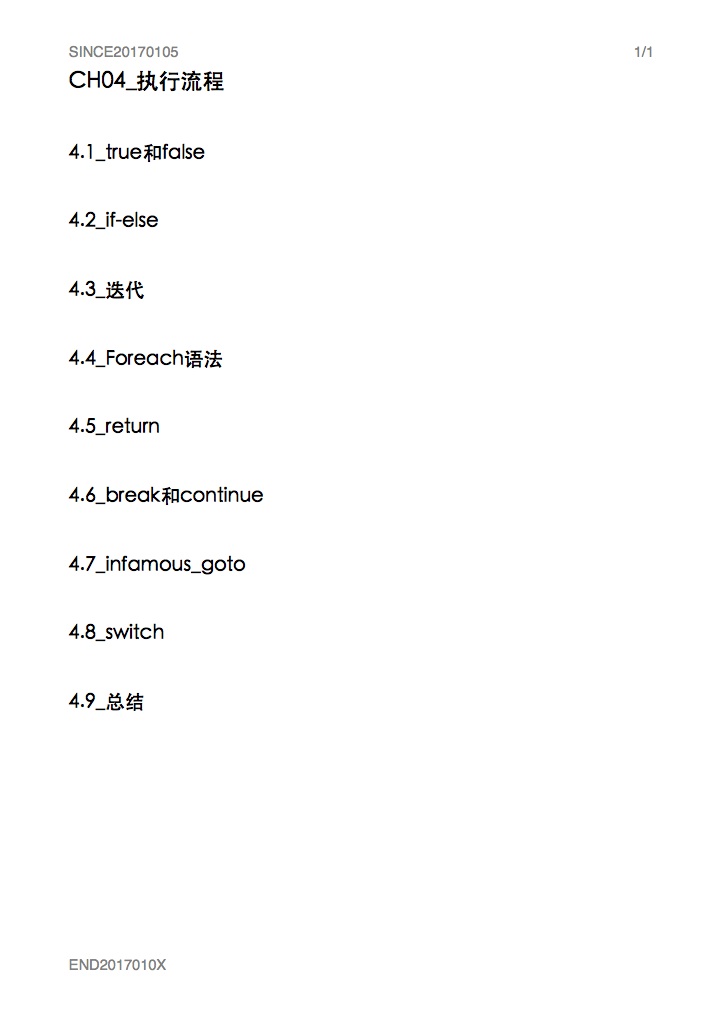 SINCE20170105 1/1
CH04_执行流程
4.1_true和false
4.2_if-else
4.3_迭代
4.4_Foreach语法
4.5_return
4.6_break和continue
4.7_infamous_goto
4.8_switch
4.9_总结
END2017010X